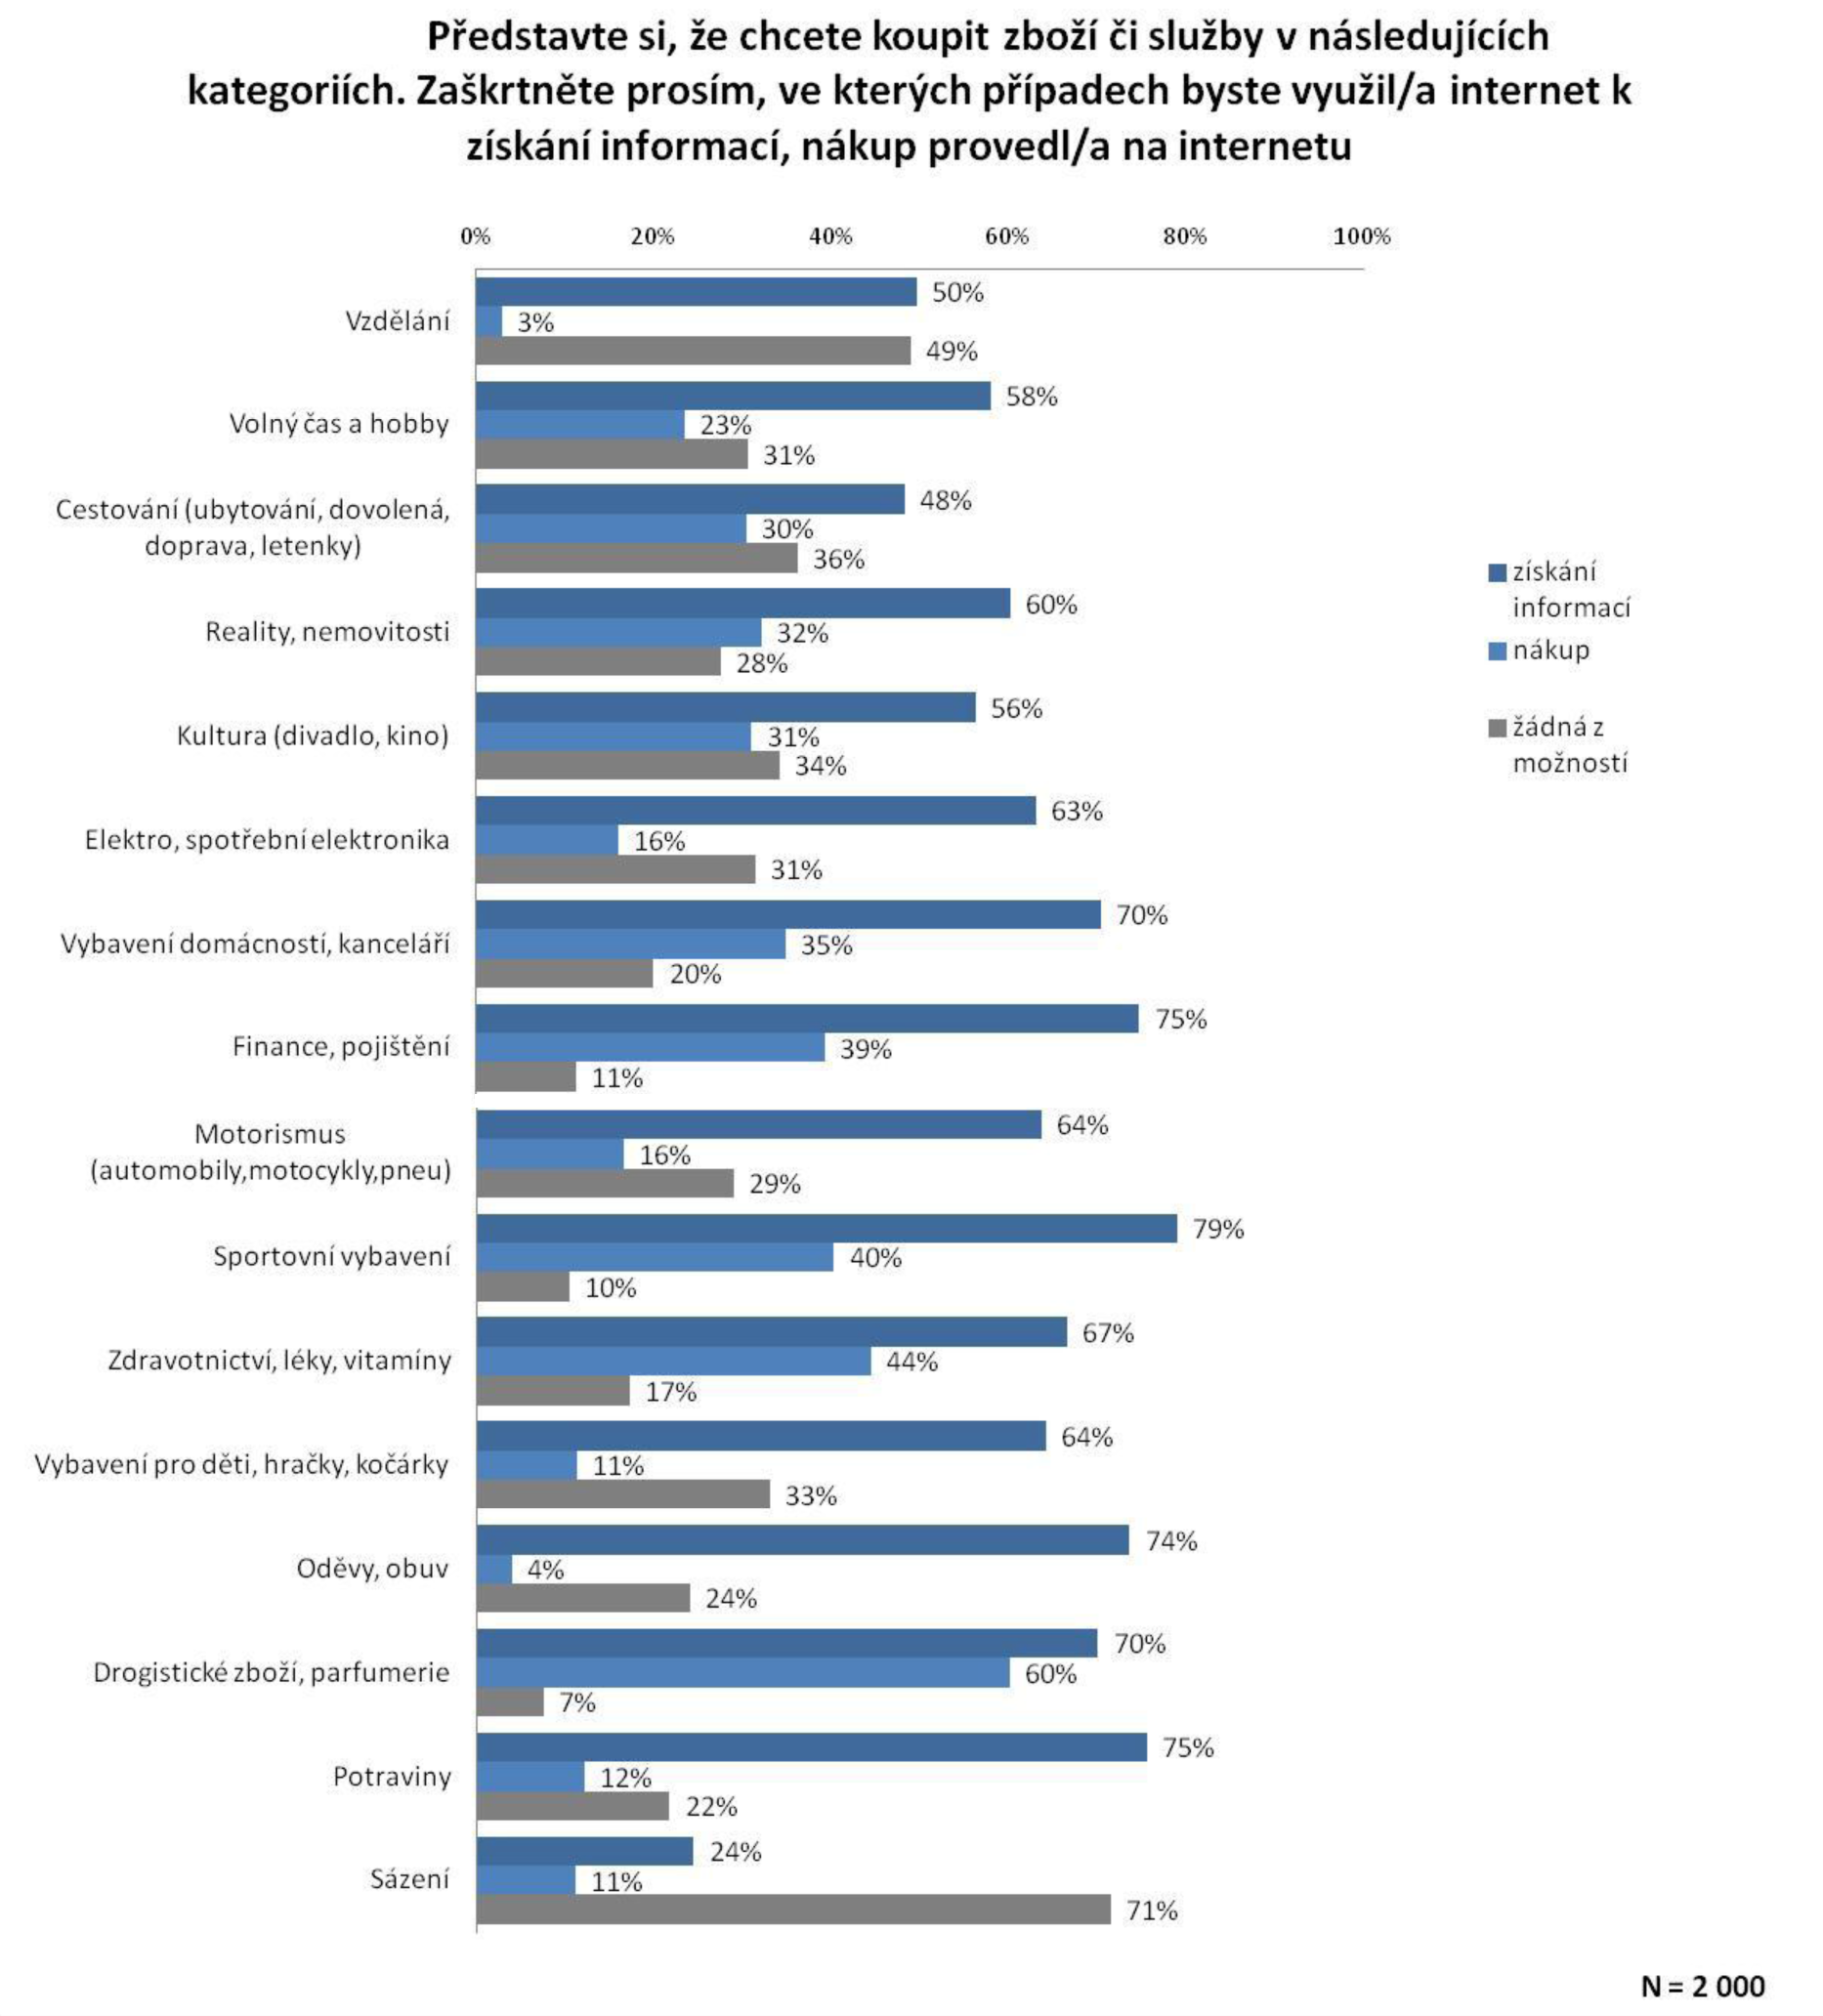 Představte si, že chcete koupit zboží či služby v následujících
kategoriích. Zaškrtněte prosím, ve kterých případech byste využil/a internet k
získání informací, nákup provedl/a na internetu
0% 20% 40% 60% 80% 100%
Vzdělání
50%
3%
49%
Volný čas a hobby
58%
23%
31%
Cestování (ubytování, dovolená,
doprava, letenky)
48%
30%
36%
Reality, nemovitosti
60%
32%
28%
Kultura (divadlo, kino)
56%
31%
34%
Elektro, spotřební elektronika
63%
16%
31%
Vybavení domácností, kanceláří
70%
35%
20%
Finance, pojištění
75%
39%
11%
Motorismus
(automobily,motocykly,pneu)
64%
16%
29%
Sportovní vybavení
79%
40%
10%
Zdravotnictví, léky, vitamíny
67%
44%
17%
Vybavení pro děti, hračky, kočárky
64%
11%
33%
Oděvy, obuv
74%
4%
24%
Drogistické zboží, parfumerie
70%
60%
7%
Potraviny
75%
12%
22%
Sázení
24%
11%
71%
získání
informací
nákup
žádná z
možností
N = 2 000